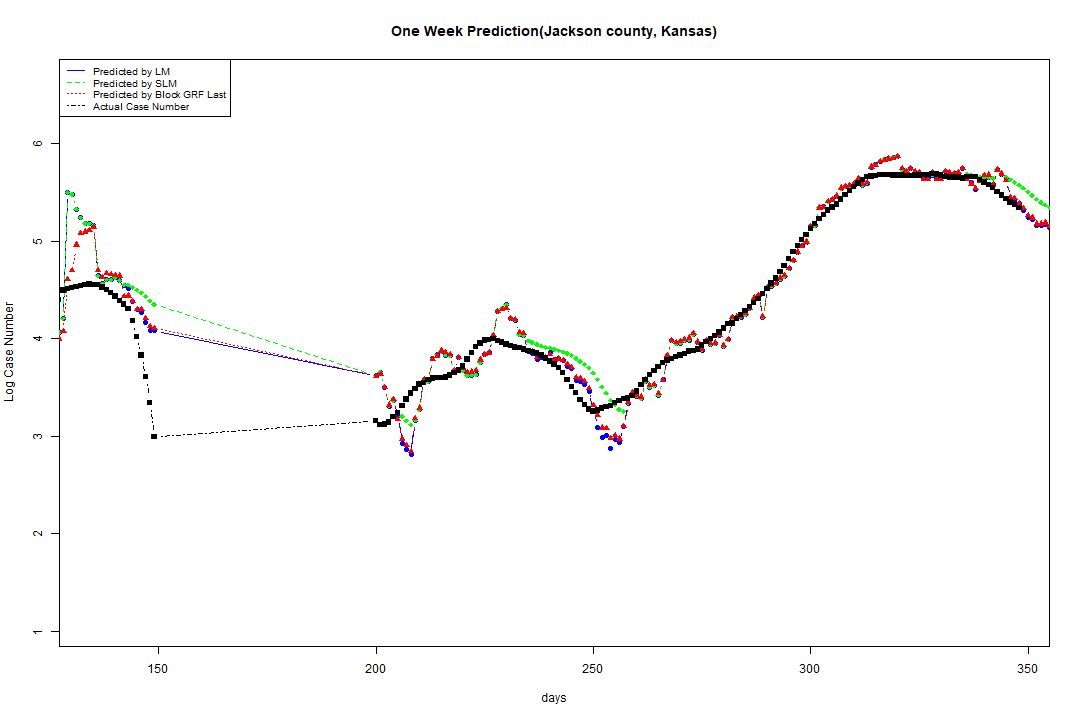 One Week Prediction(Jackson county, Kansas)
Predicted by LM
Predicted by SLM
Predicted by Block GRF Last
Actual Case Number
Log Case Number
6
5
4
3
2
1
150 200 250 300 350
days